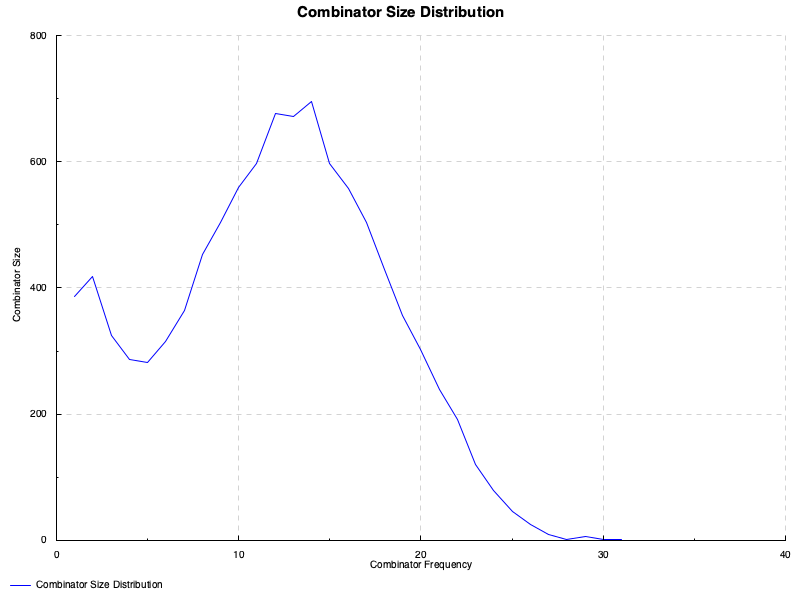 Combinator Size Distribution
800
600
400
200
0
Combinator Size
0 10 20 30 40
Combinator Frequency
Combinator Size Distribution